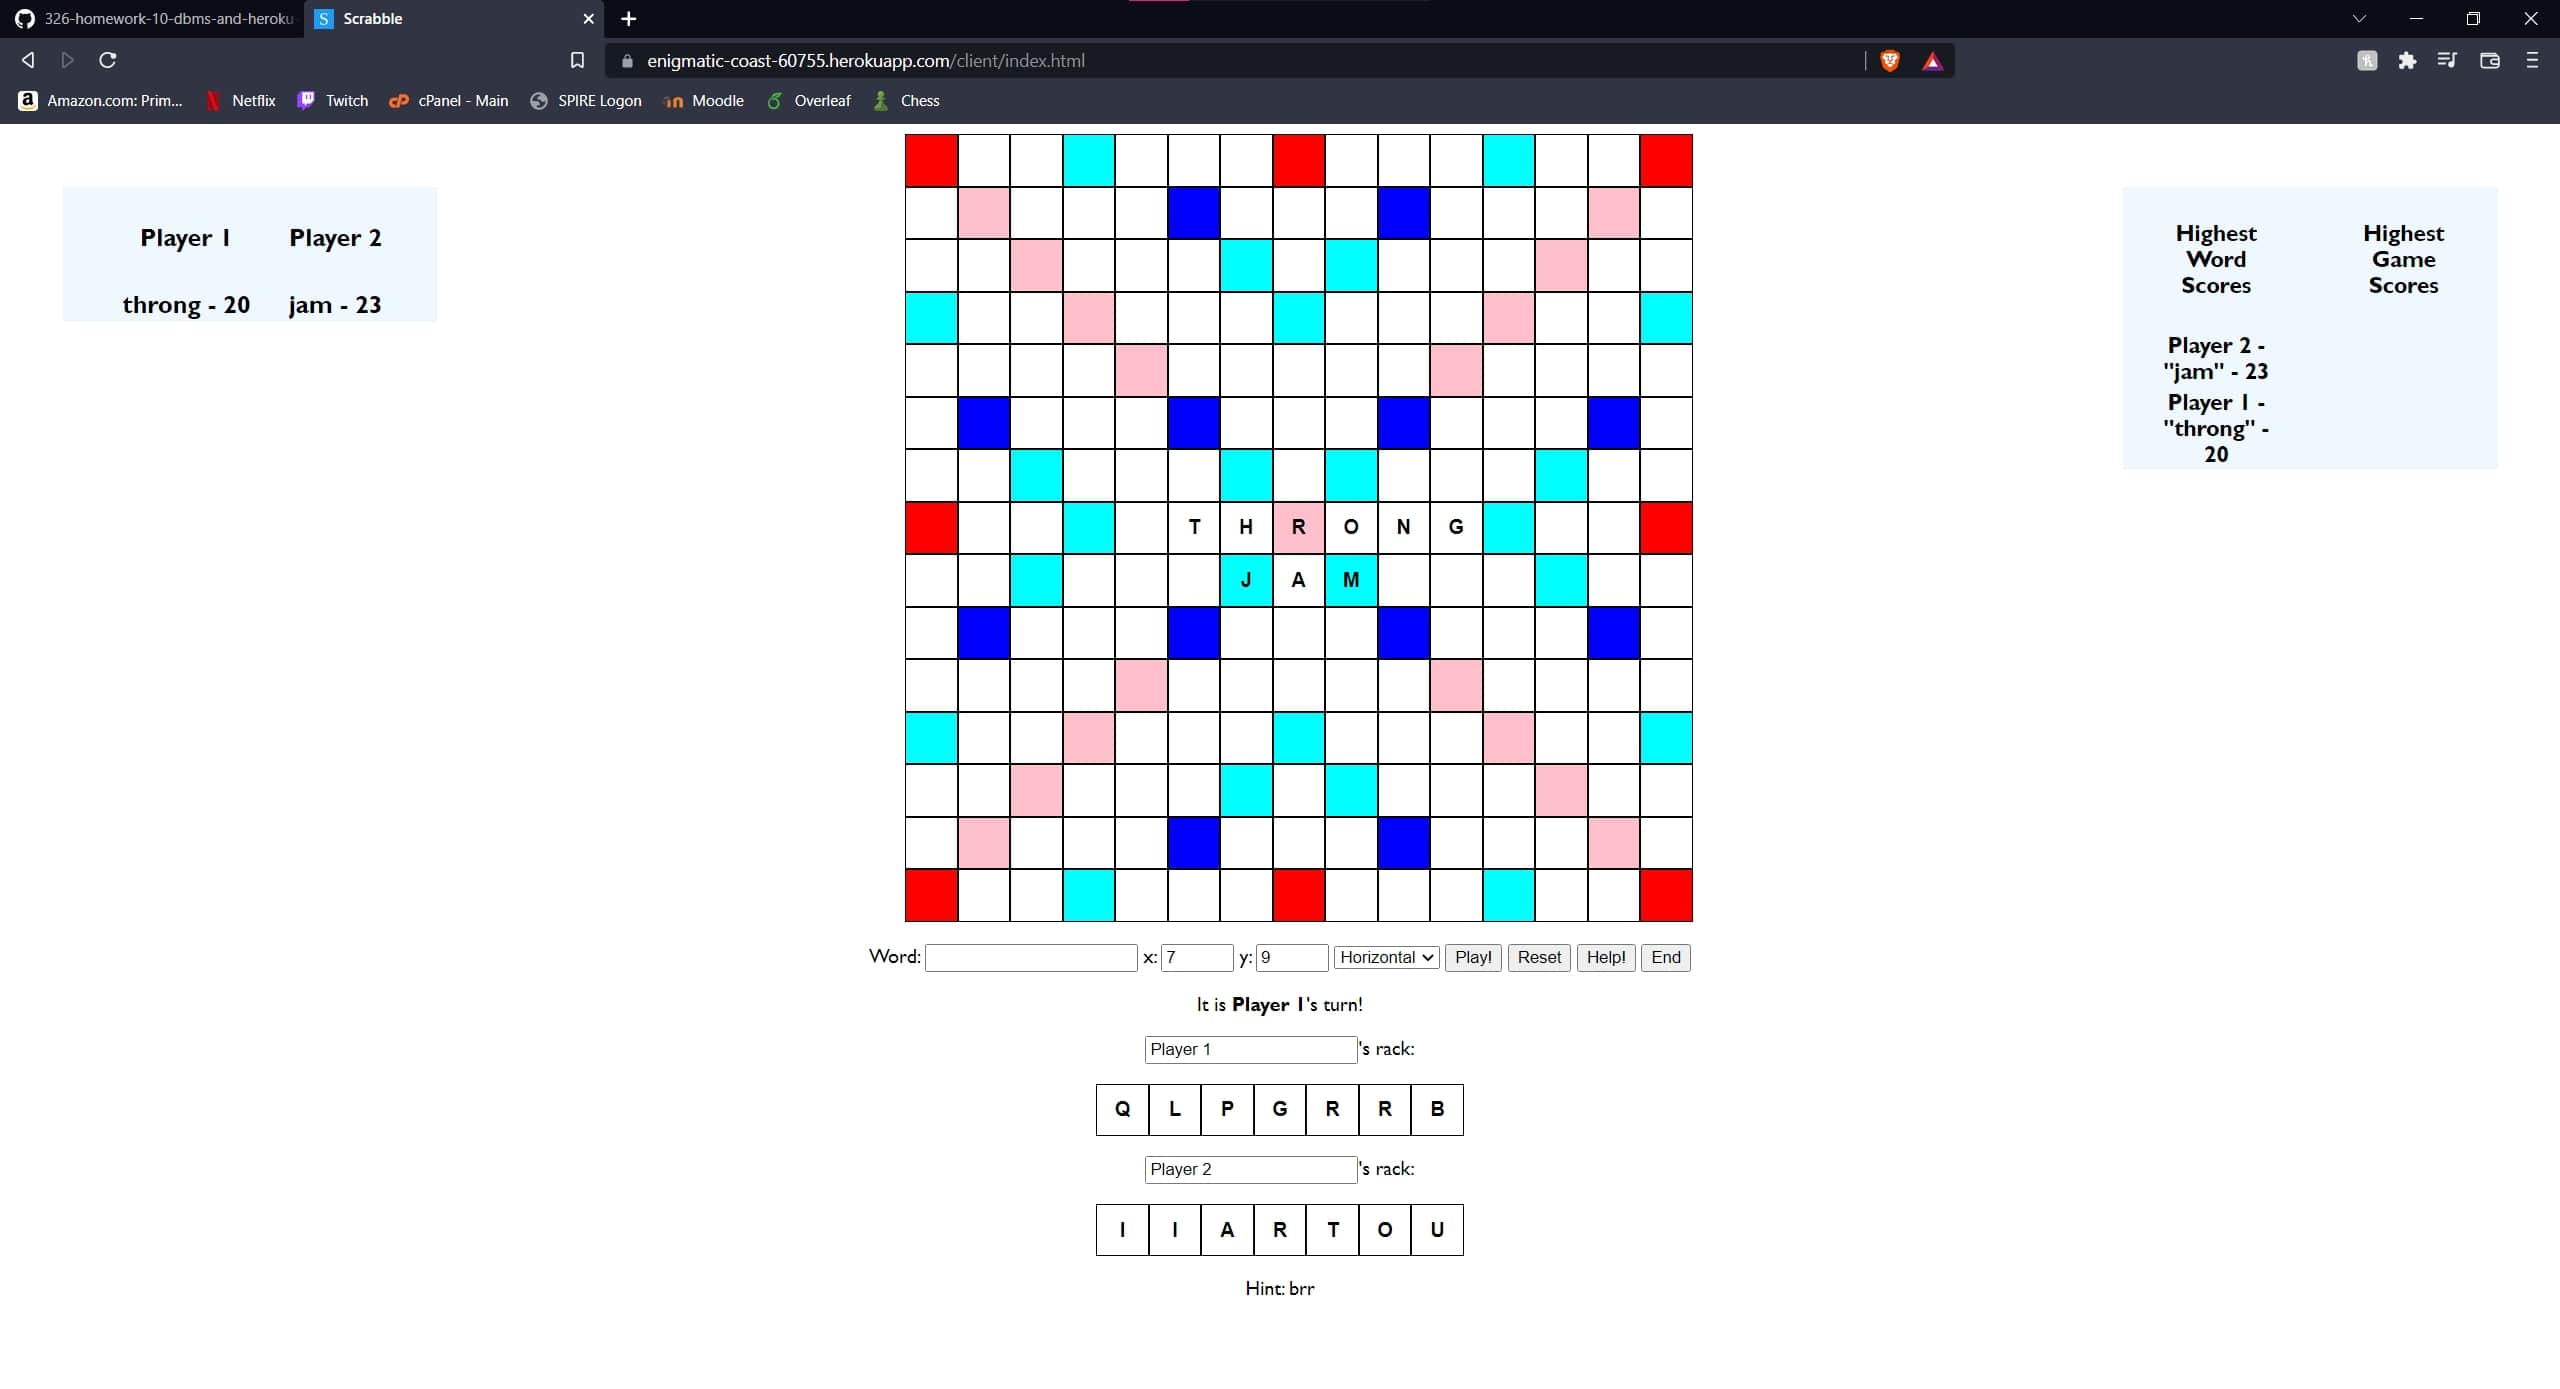 326-homework-10-dbms-and-heroku
S Scrabble
enigmatic-coast-60755.herokuapp.com/client/index.html
Amazon.com: Prim... Netflix Twitch cPanel - Main SPIRE Logon Moodle Overleaf Chess
Player 1 Player 2
throng - 20 jam - 23
Highest Word Scores
Highest Game Scores
Player 2 -
"jam" - 23
Player 1 -
"throng" -
20
T H R O N G
J A M
Word: x: 7 y: 9 Horizontal Play! Reset Help! End
It is Player 1's turn!
Player 1 's rack:
Q L P G R R B
Player 2 's rack:
I I A R T O U
Hint: brr